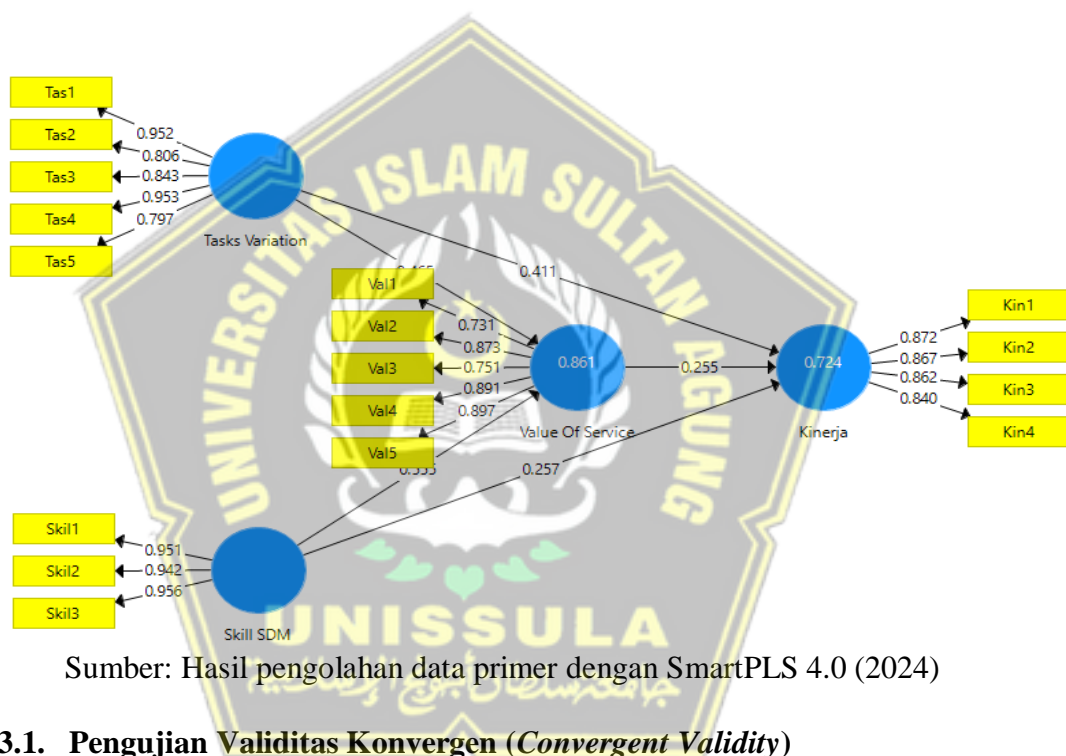 Tas1
Tas2
Tas3
Tas4
Tas5
0.952
0.806
0.843
0.953
0.797
Tasks Variation
UNIVERSITAS ISLAM SULTAN AGUNG
0.411
Val1
Val2
Val3
Val4
Val5
0.731
0.873
0.751
0.891
0.897
0.861
Value Of Service
0.255
0.724
Kinerja
0.872
0.867
0.862
0.840
Kin1
Kin2
Kin3
Kin4
0.257
Skil1
Skil2
Skil3
0.951
0.942
0.956
Skill SDM
UNISSULA
Sumber: Hasil pengolahan data primer dengan SmartPLS 4.0 (2024)
3.1. Pengujian Validitas Konvergen (Convergent Validity)